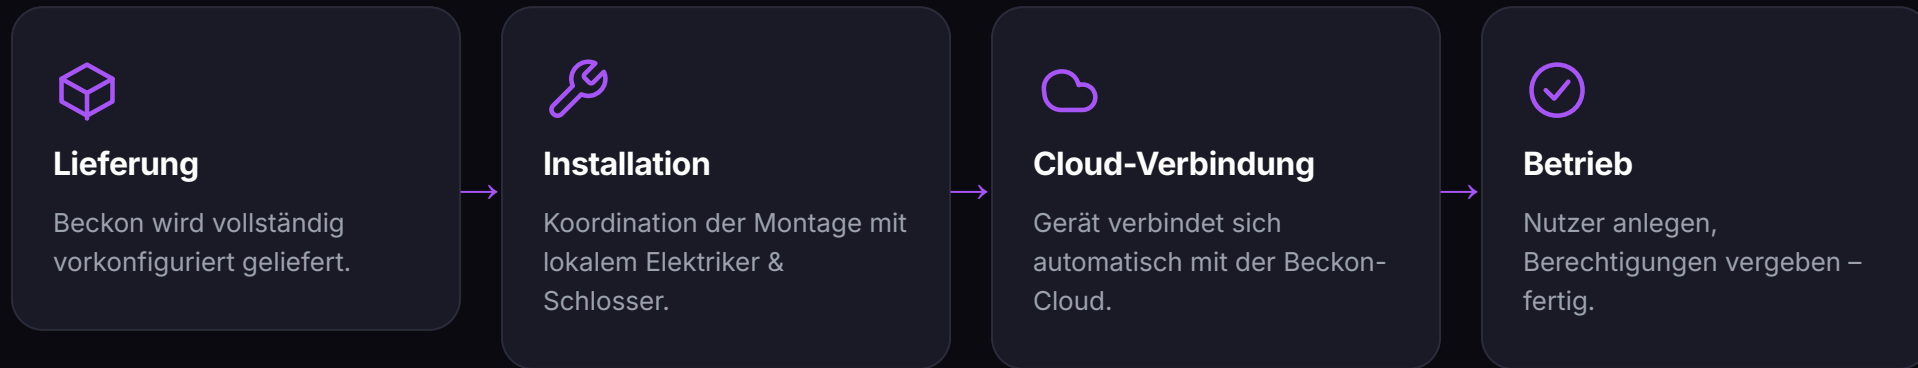 Lieferung
Beckon wird vollständig
vorkonfiguriert geliefert.
Installation
Koordination der Montage mit
lokalem Elektriker &
Schlosser.
Cloud-Verbindung
Gerät verbindet sich
automatisch mit der Beckon-
Cloud.
Betrieb
Nutzer anlegen,
Berechtigungen vergeben –
fertig.